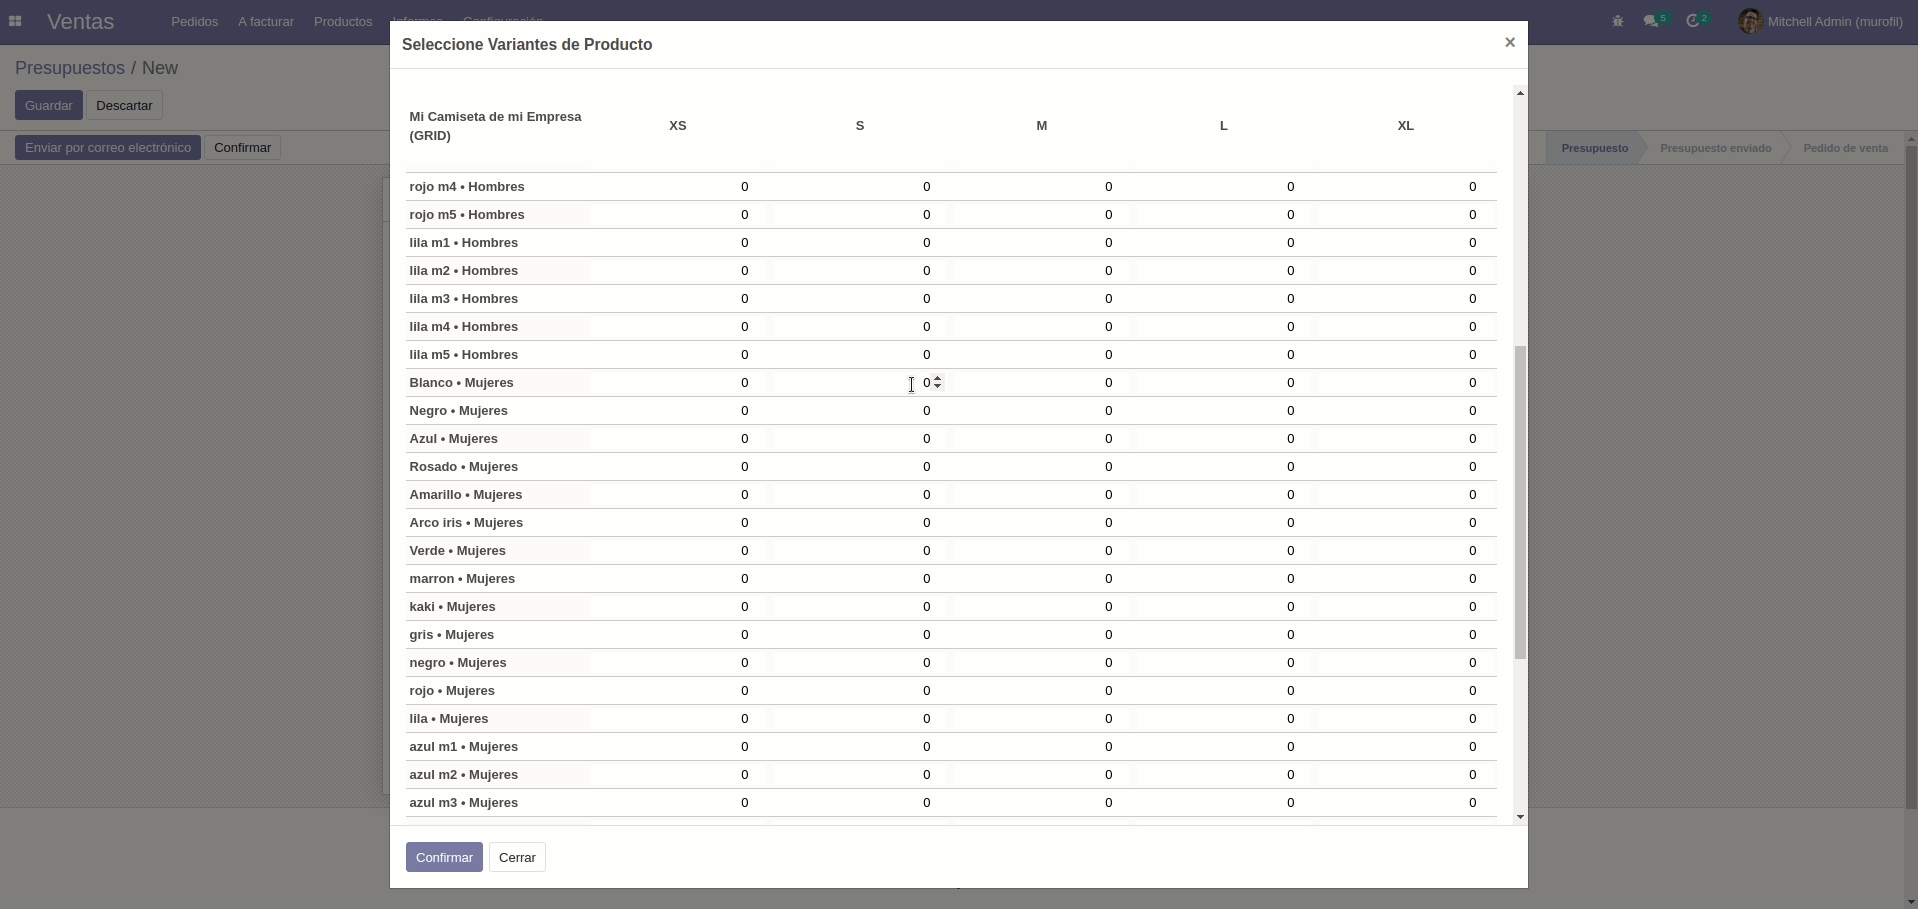 Ventas Pedidos A facturar Productos Informes Configuración 5 2 Mitchell Admin (murofil)
Presupuestos / New
Guardar Descartar
Enviar por correo electrónico Confirmar
Presupuesto Presupuesto enviado Pedido de venta
Seleccione Variantes de Producto ×
Mi Camiseta de mi Empresa
(GRID)
XS S M L XL
rojo m4 • Hombres 0 0 0 0 0
rojo m5 • Hombres 0 0 0 0 0
lila m1 • Hombres 0 0 0 0 0
lila m2 • Hombres 0 0 0 0 0
lila m3 • Hombres 0 0 0 0 0
lila m4 • Hombres 0 0 0 0 0
lila m5 • Hombres 0 0 0 0 0
Blanco • Mujeres 0 0 0 0 0
Negro • Mujeres 0 0 0 0 0
Azul • Mujeres 0 0 0 0 0
Rosado • Mujeres 0 0 0 0 0
Amarillo • Mujeres 0 0 0 0 0
Arco iris • Mujeres 0 0 0 0 0
Verde • Mujeres 0 0 0 0 0
marron • Mujeres 0 0 0 0 0
kaki • Mujeres 0 0 0 0 0
gris • Mujeres 0 0 0 0 0
negro • Mujeres 0 0 0 0 0
rojo • Mujeres 0 0 0 0 0
lila • Mujeres 0 0 0 0 0
azul m1 • Mujeres 0 0 0 0 0
azul m2 • Mujeres 0 0 0 0 0
azul m3 • Mujeres 0 0 0 0 0
Confirmar Cerrar